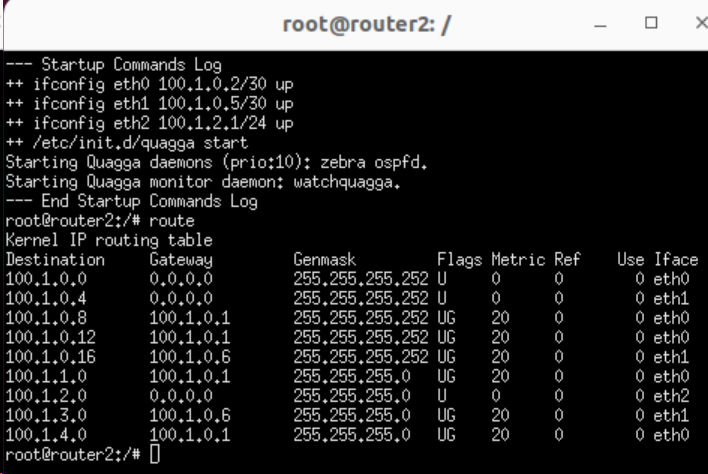 root@router2: /
--- Startup Commands Log
++ ifconfig eth0 100.1.0.2/30 up
++ ifconfig eth1 100.1.0.5/30 up
++ ifconfig eth2 100.1.2.1/24 up
++ /etc/init.d/quagga start
Starting Quagga daemons (prio:10): zebra ospfd.
Starting Quagga monitor daemon: watchquagga.
--- End Startup Commands Log
root@router2:/# route
Kernel IP routing table
Destination     Gateway         Genmask         Flags Metric Ref    Use Iface
100.1.0.0       0.0.0.0         255.255.255.252 U     0      0        0 eth0
100.1.0.4       0.0.0.0         255.255.255.252 U     0      0        0 eth1
100.1.0.8       100.1.0.1       255.255.255.252 UG    20     0        0 eth0
100.1.0.12      100.1.0.1       255.255.255.252 UG    20     0        0 eth0
100.1.0.16      100.1.0.6       255.255.255.252 UG    20     0        0 eth1
100.1.1.0       100.1.0.1       255.255.255.0   UG    20     0        0 eth0
100.1.2.0       0.0.0.0         255.255.255.0   U     0      0        0 eth2
100.1.3.0       100.1.0.6       255.255.255.0   UG    20     0        0 eth1
100.1.4.0       100.1.0.1       255.255.255.0   UG    20     0        0 eth0
root@router2:/#